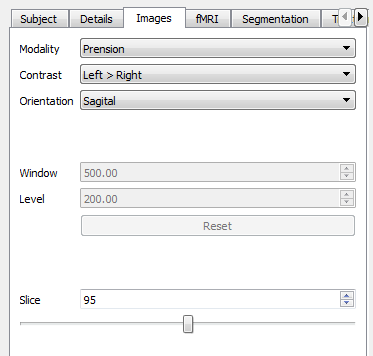 Subject Details Images fMRI Segmentation
Modality Prension
Contrast Left > Right
Orientation Sagital
Window 500.00
Level 200.00
Reset
Slice 95